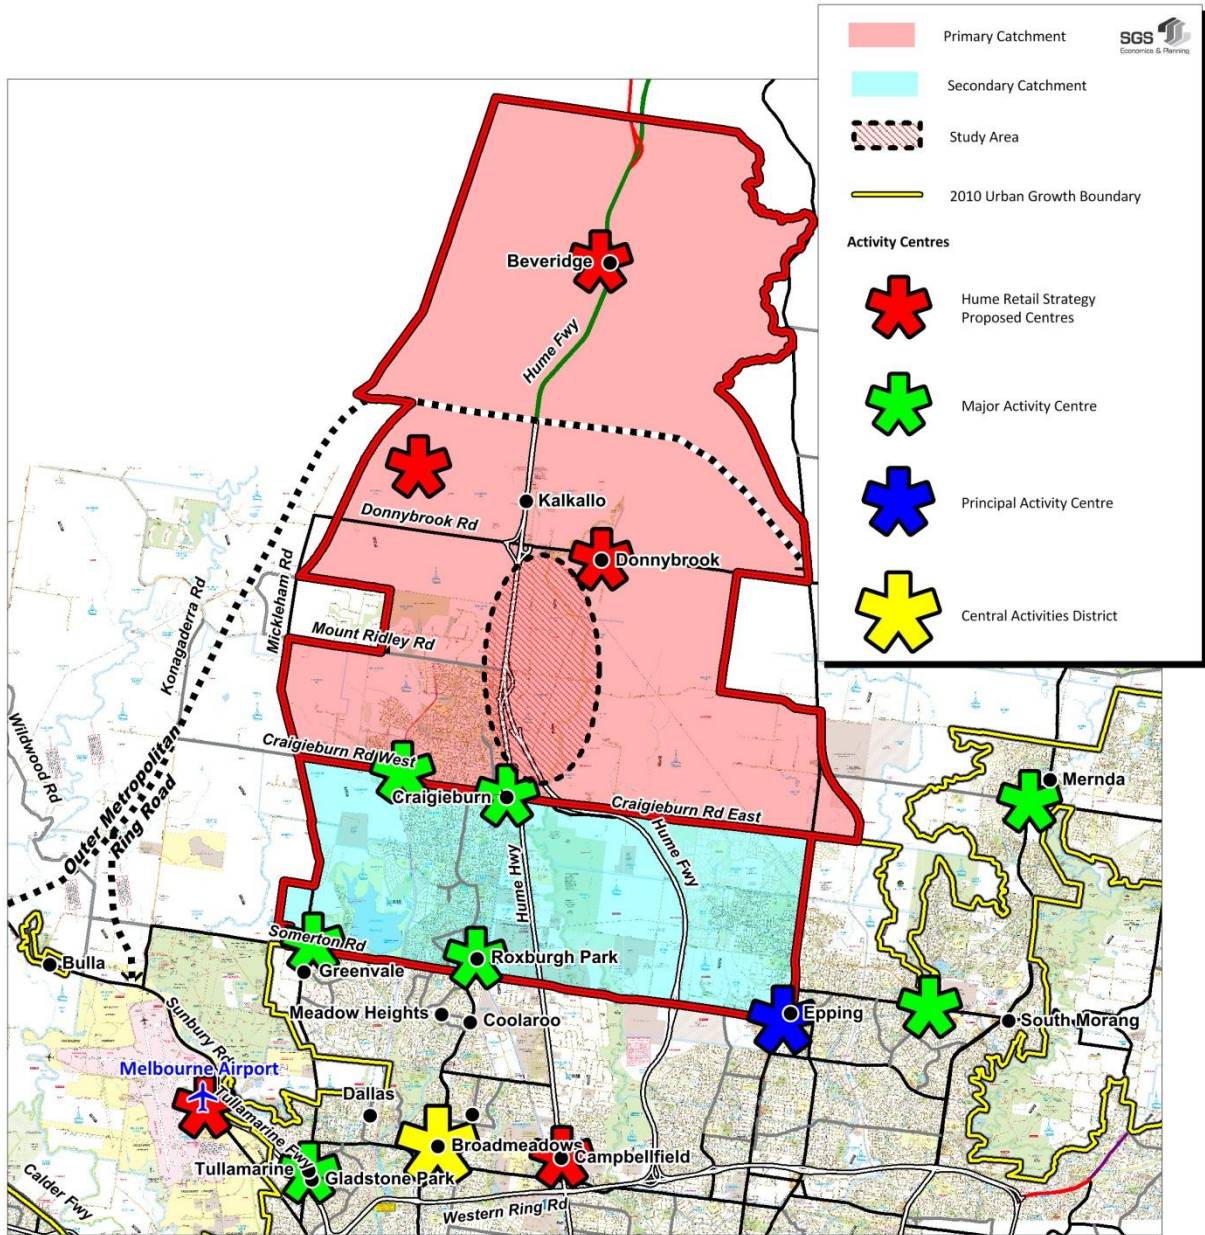 Primary Catchment
SGS
Economics & Planning
Secondary Catchment
Study Area
2010 Urban Growth Boundary
Activity Centres
Hume Retail Strategy
Proposed Centres
Major Activity Centre
Principal Activity Centre
Central Activities District
Beveridge
Hume Fwy
Kalkallo
Donnybrook Rd
Donnybrook
Mickleham Rd
Konagaderra Rd
Mount Ridley Rd
Wildwood Rd
Craigieburn Rd West
Craigieburn
Craigieburn Rd East
Mernda
Outer Metropolitan
Ring Road
Hume Hwy
Hume Fwy
Somerton Rd
Bulla
Greenvale
Roxburgh Park
Meadow Heights
Coolaroo
Epping
South Morang
Sunbury Rd
Melbourne Airport
Tullamarine Fwy
Dallas
Broadmeadows
Campbellfield
Tullamarine
Gladstone Park
Calder Fwy
Western Ring Rd